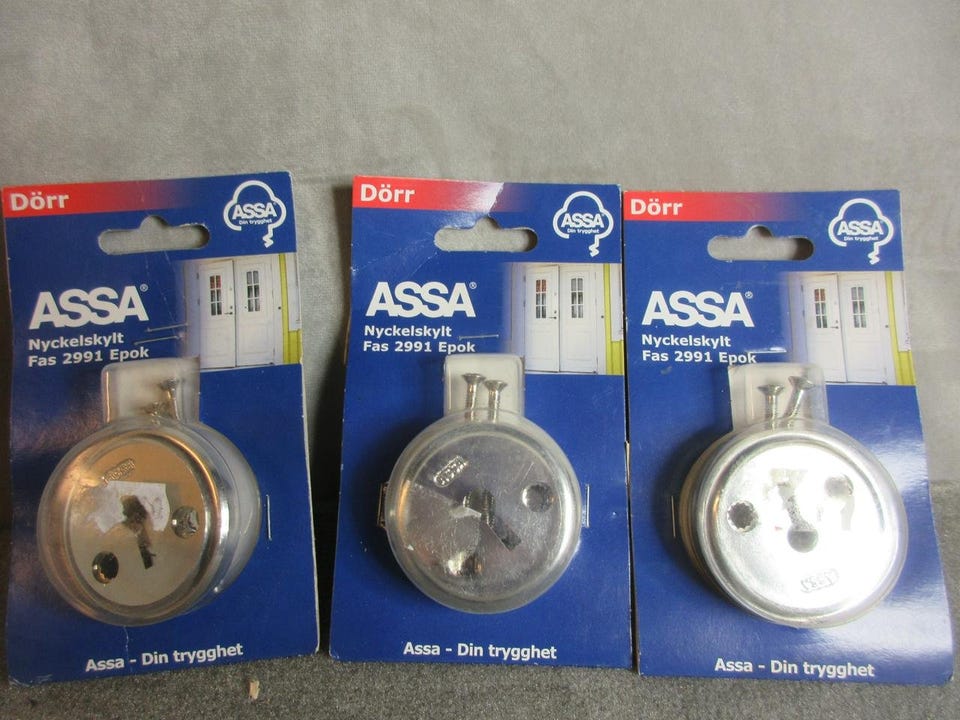 Dörr
ASSA
Din trygghet
ASSA®
Nyckelskylt
Fas 2991 Epok
Assa - Din trygghet
Dörr
ASSA
Din trygghet
ASSA®
Nyckelskylt
Fas 2991 Epok
Assa - Din trygghet
Dörr
ASSA
Din trygghet
ASSA®
Nyckelskylt
Fas 2991 Epok
Assa - Din trygghet